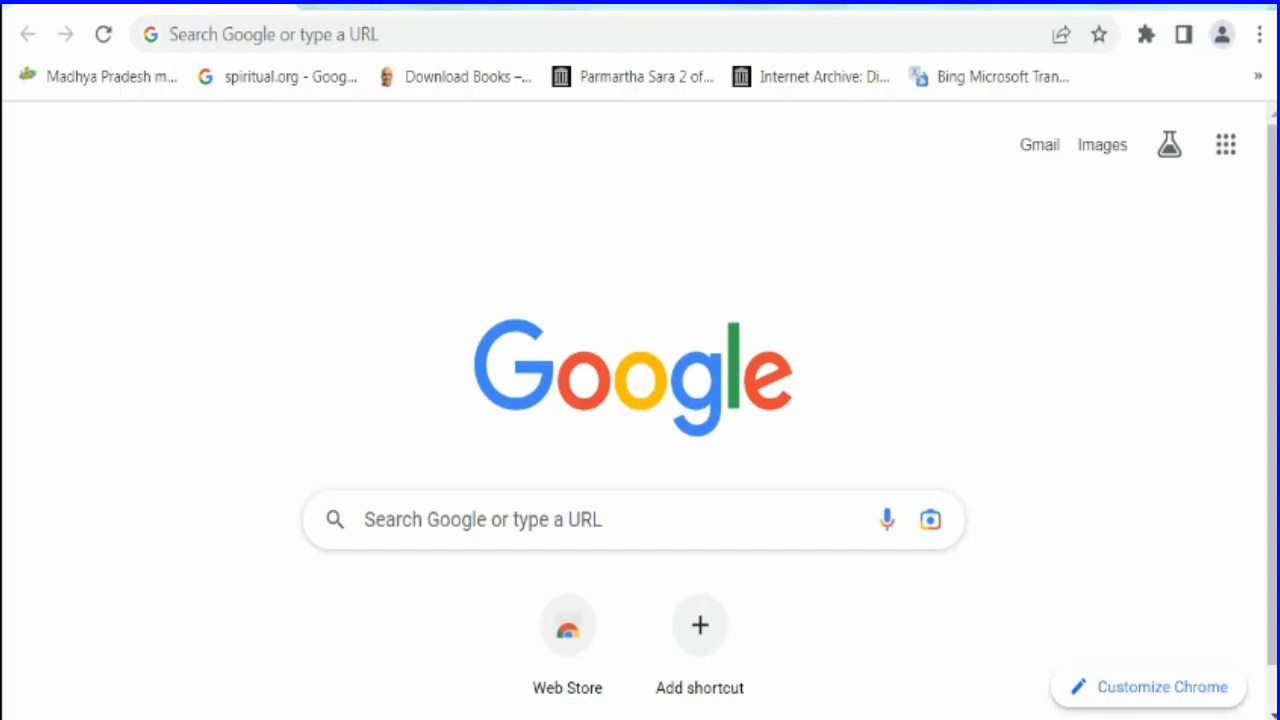 Search Google or type a URL
Madhya Pradesh m... spiritual.org - Goog... Download Books –... Parmartha Sara 2 of... Internet Archive: Di... Bing Microsoft Tran... »
Gmail Images
Google
Search Google or type a URL
Web Store Add shortcut
Customize Chrome